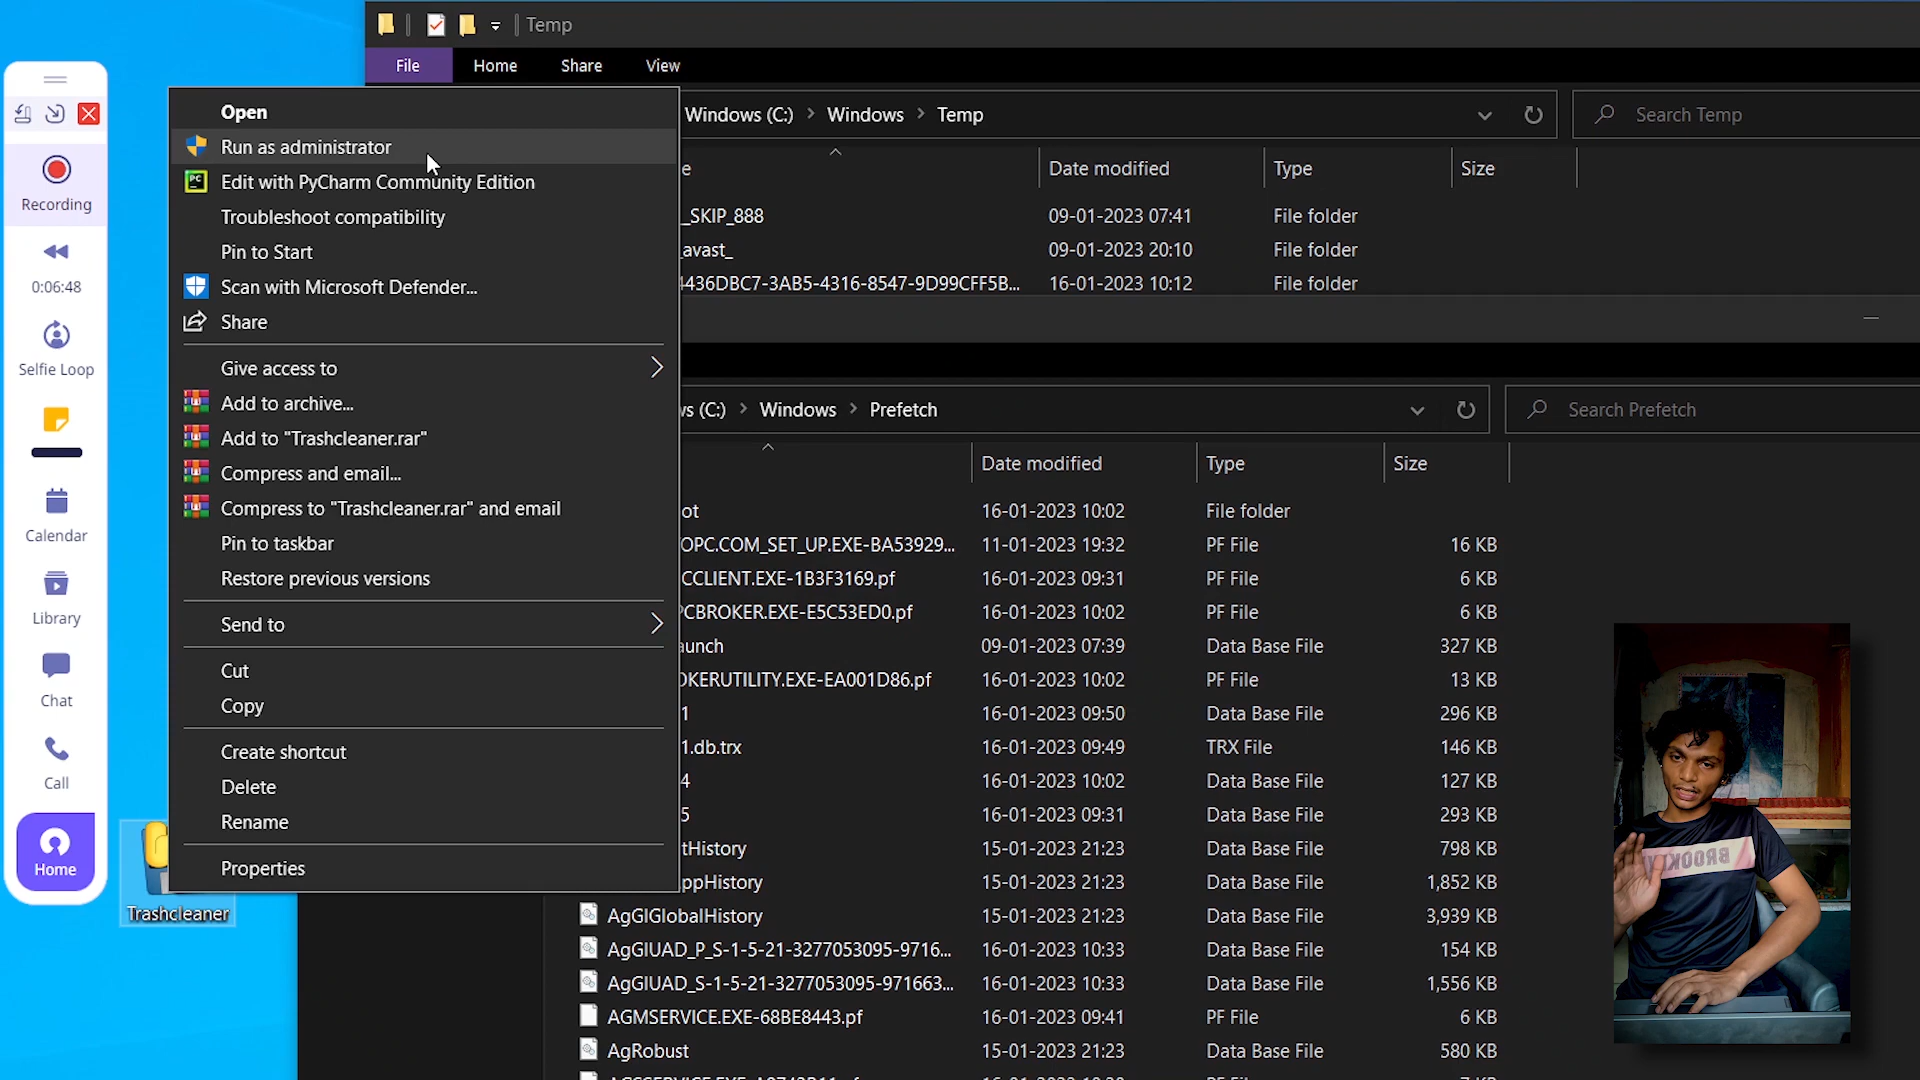 Temp
File Home Share View
Windows (C:) Windows Temp
Search Temp
e Date modified Type Size
_SKIP_888 09-01-2023 07:41 File folder
_avast_ 09-01-2023 20:10 File folder
4436DBC7-3AB5-4316-8547-9D99CFF5B... 16-01-2023 10:12 File folder
s (C:) Windows Prefetch
Search Prefetch
Date modified Type Size
ot 16-01-2023 10:02 File folder
OPC.COM_SET_UP.EXE-BA53929... 11-01-2023 19:32 PF File 16 KB
CCLIENT.EXE-1B3F3169.pf 16-01-2023 09:31 PF File 6 KB
PCBROKER.EXE-E5C53ED0.pf 16-01-2023 10:02 PF File 6 KB
aunch 09-01-2023 07:39 Data Base File 327 KB
OKERUTILITY.EXE-EA001D86.pf 16-01-2023 10:02 PF File 13 KB
1 16-01-2023 09:50 Data Base File 296 KB
1.db.trx 16-01-2023 09:49 TRX File 146 KB
4 16-01-2023 10:02 Data Base File 127 KB
5 16-01-2023 09:31 Data Base File 293 KB
tHistory 15-01-2023 21:23 Data Base File 798 KB
ppHistory 15-01-2023 21:23 Data Base File 1,852 KB
AgGlGlobalHistory 15-01-2023 21:23 Data Base File 3,939 KB
AgGlUAD_P_S-1-5-21-3277053095-9716... 16-01-2023 10:33 Data Base File 154 KB
AgGlUAD_S-1-5-21-3277053095-971663... 16-01-2023 10:33 Data Base File 1,556 KB
AGMSERVICE.EXE-68BE8443.pf 16-01-2023 09:41 PF File 6 KB
AgRobust 15-01-2023 21:23 Data Base File 580 KB
Open
Run as administrator
Edit with PyCharm Community Edition
Troubleshoot compatibility
Pin to Start
Scan with Microsoft Defender...
Share
Give access to
Add to archive...
Add to "Trashcleaner.rar"
Compress and email...
Compress to "Trashcleaner.rar" and email
Pin to taskbar
Restore previous versions
Send to
Cut
Copy
Create shortcut
Delete
Rename
Properties
Recording
0:06:48
Selfie Loop
Calendar
Library
Chat
Call
Home
Trashcleaner